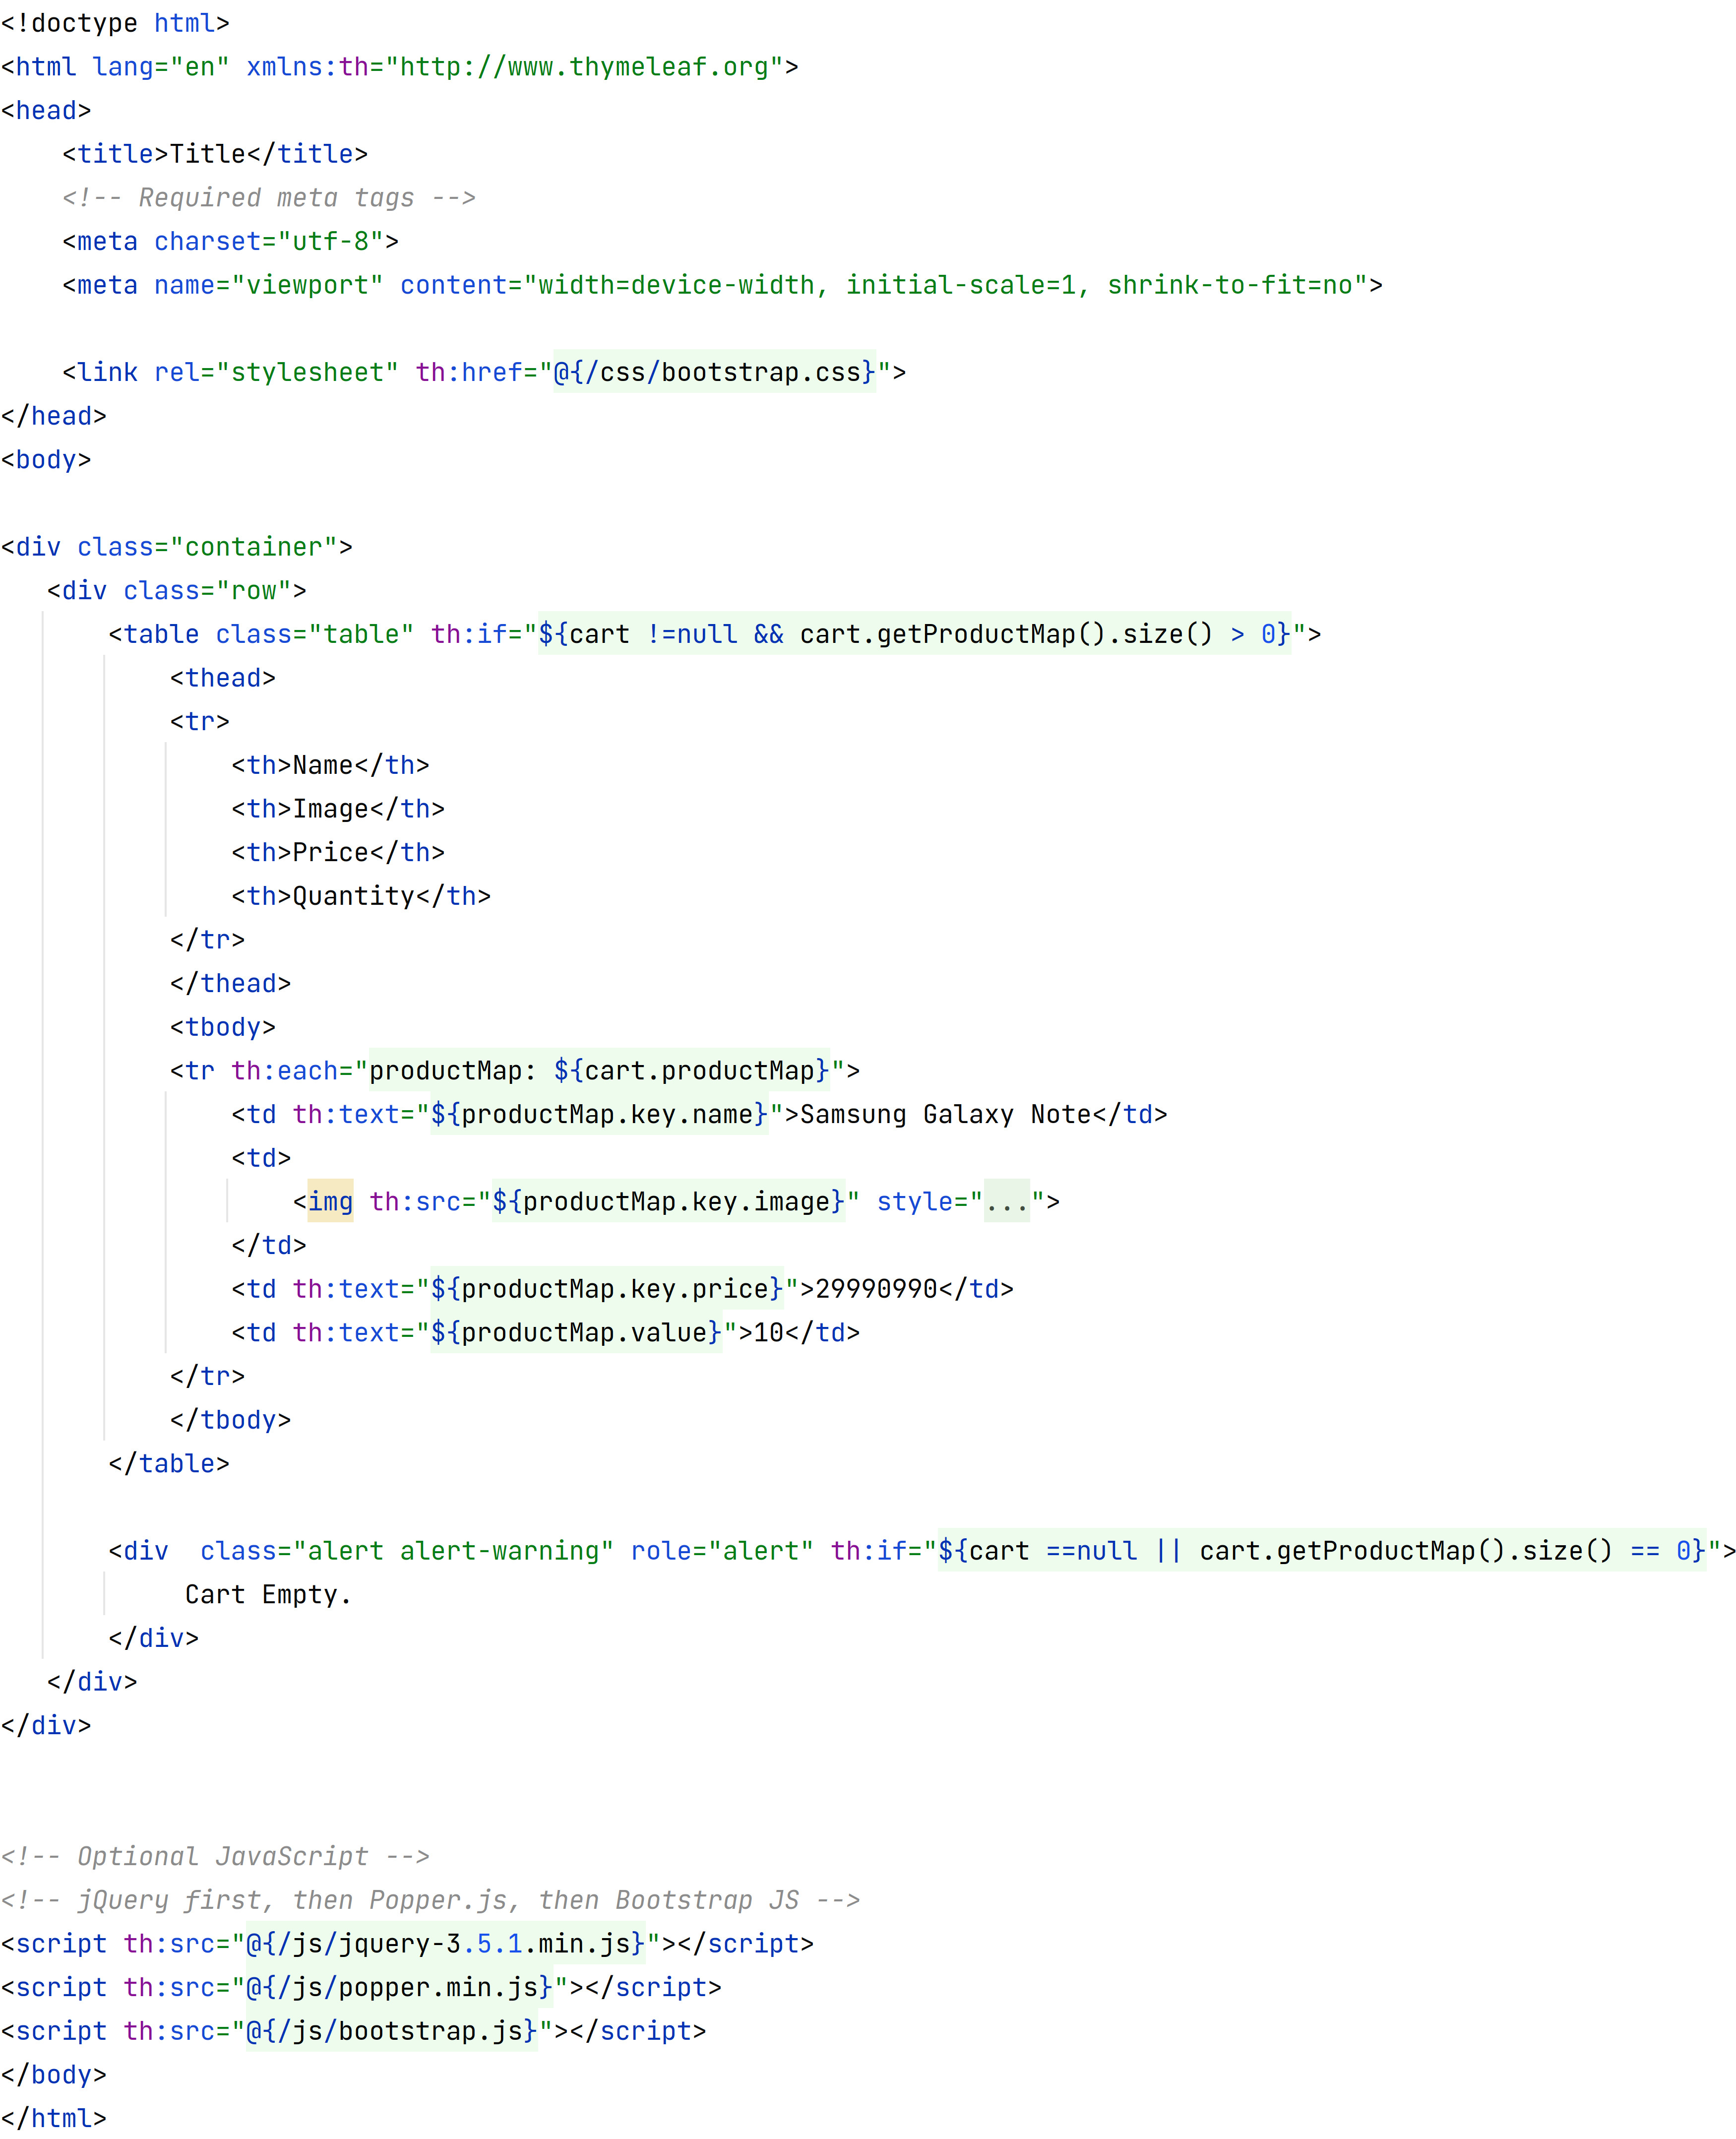 <!doctype html>
<html lang="en" xmlns:th="http://www.thymeleaf.org">
<head>
    <title>Title</title>
    <!-- Required meta tags -->
    <meta charset="utf-8">
    <meta name="viewport" content="width=device-width, initial-scale=1, shrink-to-fit=no">

    <link rel="stylesheet" th:href="@{/css/bootstrap.css}">
</head>
<body>

<div class="container">
   <div class="row">
       <table class="table" th:if="${cart !=null && cart.getProductMap().size() > 0}">
           <thead>
           <tr>
               <th>Name</th>
               <th>Image</th>
               <th>Price</th>
               <th>Quantity</th>
           </tr>
           </thead>
           <tbody>
           <tr th:each="productMap: ${cart.productMap}">
               <td th:text="${productMap.key.name}">Samsung Galaxy Note</td>
               <td>
                   <img th:src="${productMap.key.image}" style="...">
               </td>
               <td th:text="${productMap.key.price}">29990990</td>
               <td th:text="${productMap.value}">10</td>
           </tr>
           </tbody>
       </table>

       <div  class="alert alert-warning" role="alert" th:if="${cart ==null || cart.getProductMap().size() == 0}">
            Cart Empty.
       </div>
   </div>
</div>


<!-- Optional JavaScript -->
<!-- jQuery first, then Popper.js, then Bootstrap JS -->
<script th:src="@{/js/jquery-3.5.1.min.js}"></script>
<script th:src="@{/js/popper.min.js}"></script>
<script th:src="@{/js/bootstrap.js}"></script>
</body>
</html>